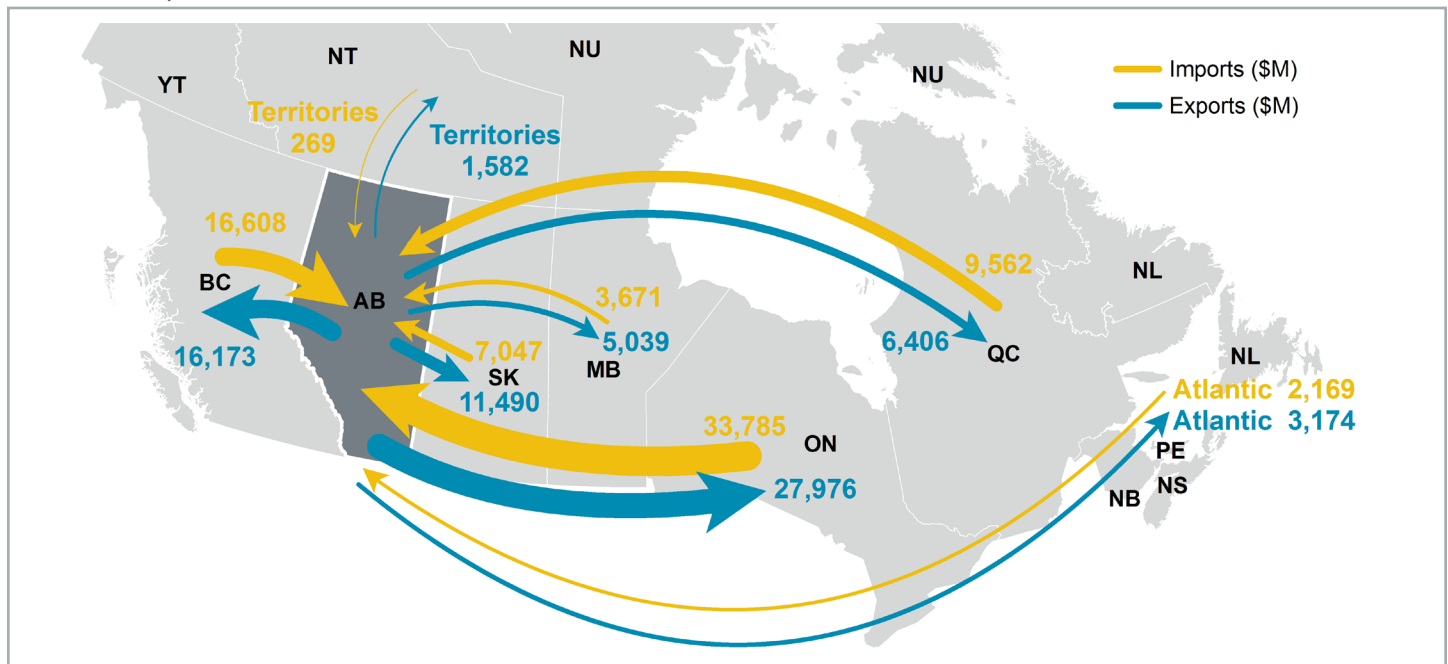 NU
NT
NU
YT
Imports ($M)
Exports ($M)
Territories
269
Territories
1,582
16,608
BC
16,173
AB
9,562
6,406
QC
NL
3,671
5,039
MB
7,047
SK
11,490
NL
Atlantic 2,169
Atlantic 3,174
33,785
ON
27,976
PE
NS
NB